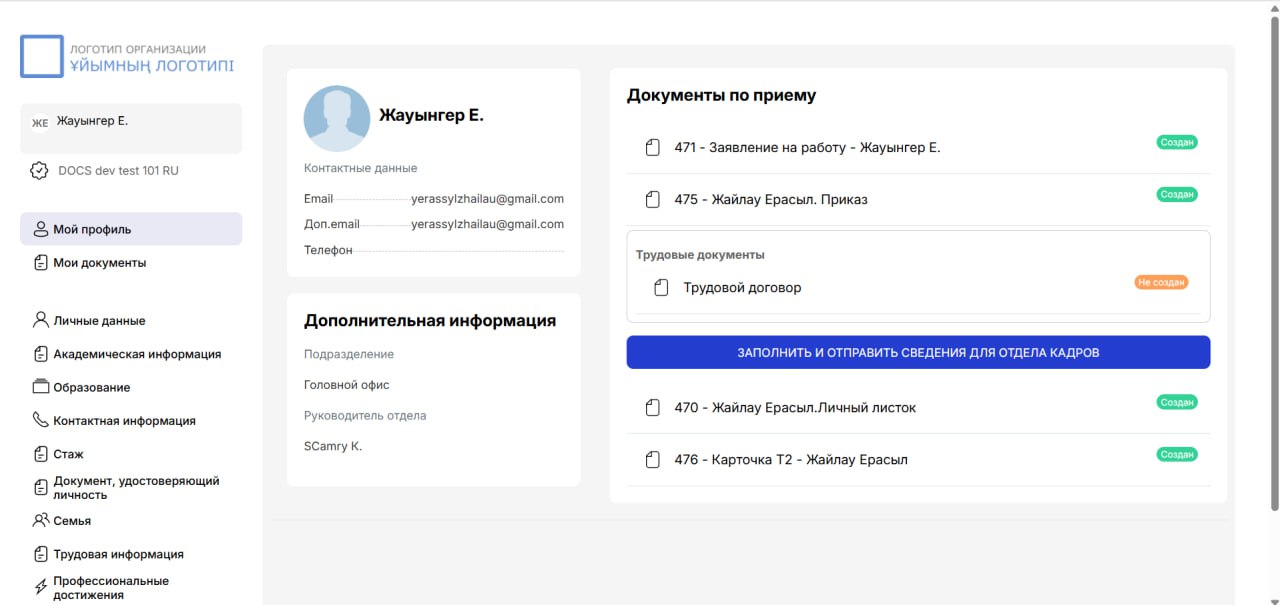 ЛОГОТИП ОРГАНИЗАЦИИ
ҰЙЫМНЫҢ ЛОГОТИПІ
ЖЕ Жауынгер Е.
DOCS dev test 101 RU
Мой профиль
Мои документы
Личные данные
Академическая информация
Образование
Контактная информация
Стаж
Документ, удостоверяющий
личность
Семья
Трудовая информация
Профессиональные
достижения
Жауынгер Е.
Контактные данные
Email yerassylzhailau@gmail.com
Доп.email yerassylzhailau@gmail.com
Телефон
Дополнительная информация
Подразделение
Головной офис
Руководитель отдела
SCamry К.
Документы по приему
471 - Заявление на работу - Жауынгер Е. Создан
475 - Жайлау Ерасыл. Приказ Создан
Трудовые документы
Трудовой договор Не создан
ЗАПОЛНИТЬ И ОТПРАВИТЬ СВЕДЕНИЯ ДЛЯ ОТДЕЛА КАДРОВ
470 - Жайлау Ерасыл.Личный листок Создан
476 - Карточка Т2 - Жайлау Ерасыл Создан